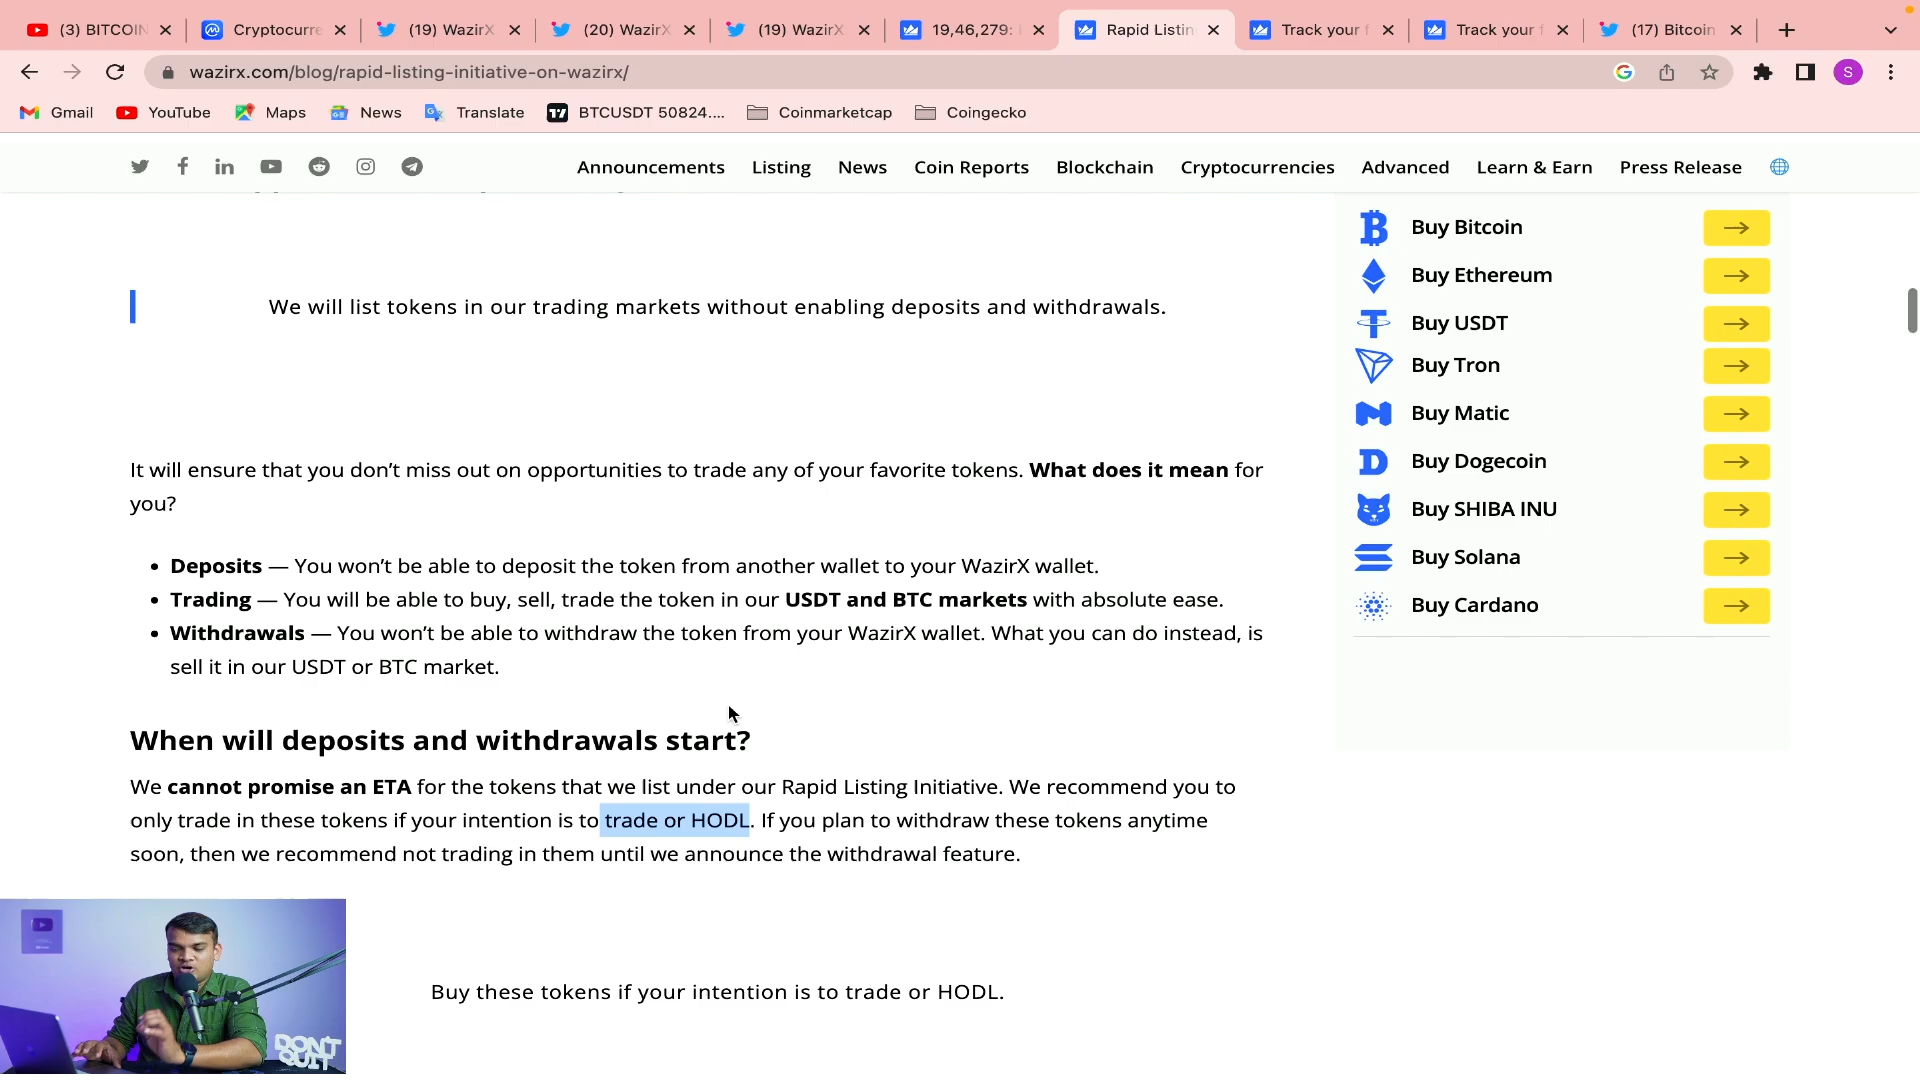 (3) BITCOIN
Cryptocurre
(19) WazirX
(20) WazirX
(19) WazirX
19,46,279:
Rapid Listin
Track your f
Track your f
(17) Bitcoin
wazirx.com/blog/rapid-listing-initiative-on-wazirx/
S
Gmail
YouTube
Maps
News
Translate
BTCUSDT 50824....
Coinmarketcap
Coingecko
Announcements
Listing
News
Coin Reports
Blockchain
Cryptocurrencies
Advanced
Learn & Earn
Press Release
We will list tokens in our trading markets without enabling deposits and withdrawals.
It will ensure that you don’t miss out on opportunities to trade any of your favorite tokens. What does it mean for
you?
• Deposits — You won’t be able to deposit the token from another wallet to your WazirX wallet.
• Trading — You will be able to buy, sell, trade the token in our USDT and BTC markets with absolute ease.
• Withdrawals — You won’t be able to withdraw the token from your WazirX wallet. What you can do instead, is
sell it in our USDT or BTC market.
When will deposits and withdrawals start?
We cannot promise an ETA for the tokens that we list under our Rapid Listing Initiative. We recommend you to
only trade in these tokens if your intention is to trade or HODL. If you plan to withdraw these tokens anytime
soon, then we recommend not trading in them until we announce the withdrawal feature.
Buy these tokens if your intention is to trade or HODL.
Buy Bitcoin
Buy Ethereum
Buy USDT
Buy Tron
Buy Matic
Buy Dogecoin
Buy SHIBA INU
Buy Solana
Buy Cardano
DON'T
QUIT